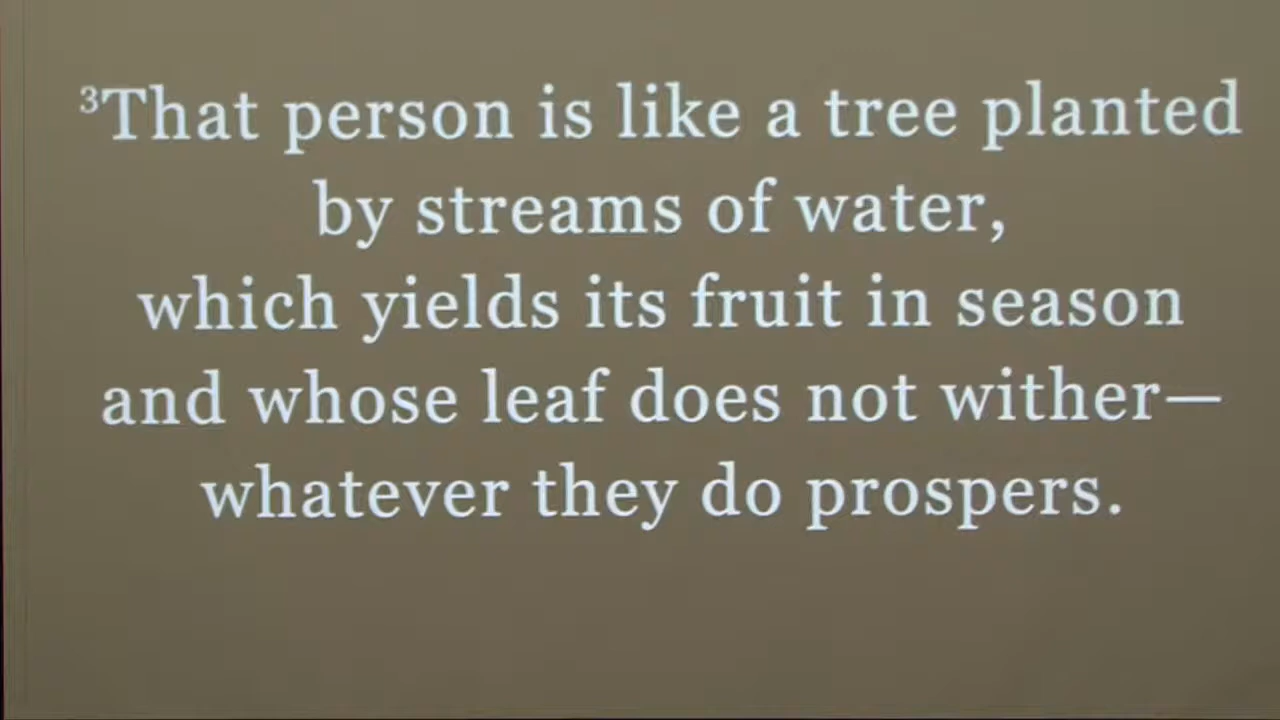 ³That person is like a tree planted
by streams of water,
which yields its fruit in season
and whose leaf does not wither—
whatever they do prospers.